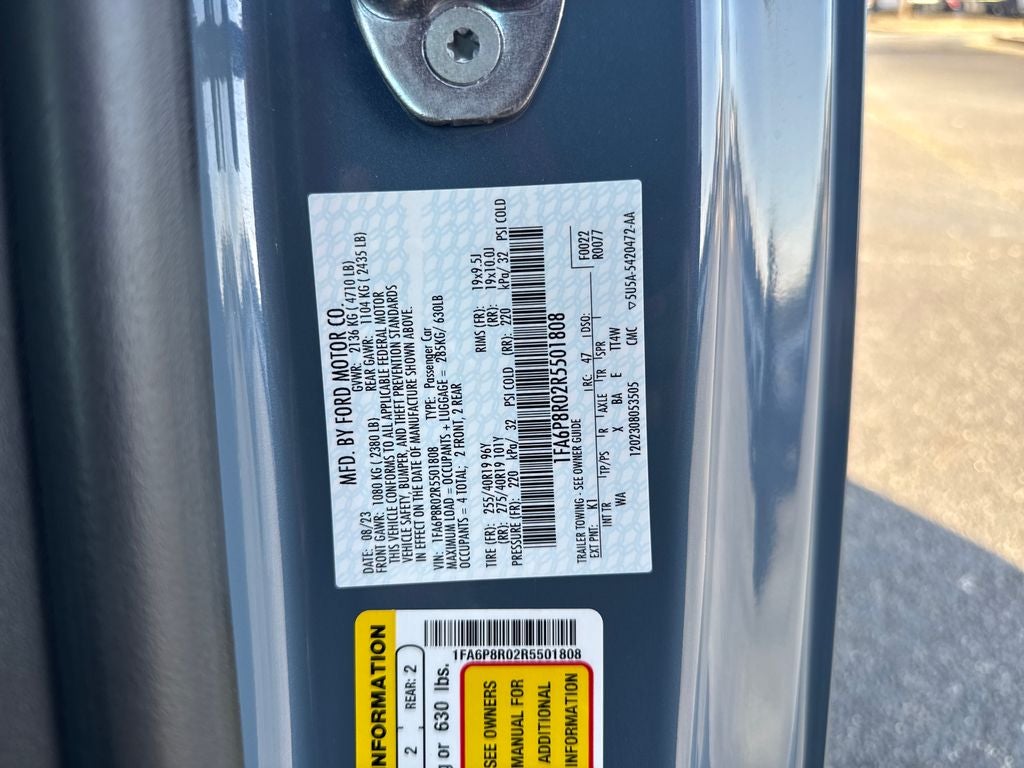 MFD. BY FORD MOTOR CO.
DATE: 08/23 GVWR: 2136 KG ( 4710 LB)
FRONT GAWR: 1080 KG ( 2380 LB) REAR GAWR: 1104 KG ( 2435 LB)
THIS VEHICLE CONFORMS TO ALL APPLICABLE FEDERAL MOTOR
VEHICLE SAFETY, BUMPER, AND THEFT PREVENTION STANDARDS
IN EFFECT ON THE DATE OF MANUFACTURE SHOWN ABOVE.
VIN: 1FA6P8R02R5501808 TYPE: Passenger Car
MAXIMUM LOAD = OCCUPANTS + LUGGAGE = 285KG/ 630LB
OCCUPANTS = 4 TOTAL: 2 FRONT, 2 REAR
TIRE (FR): 255/40R19 96Y RIMS (FR): 19x9.5J
(RR): 275/40R19 101Y (RR): 19x10.0J
PRESSURE (FR): 220 kPa/ 32 PSI COLD (RR): 220 kPa/ 32 PSI COLD
1FA6P8R02R5501808
TRAILER TOWING - SEE OWNER GUIDE F0022
R0077
EXT PNT: K1 RC: 47 DSO:
INT TR TP/PS R AXLE TR SPR
WA X BA E TT4W
1202308053505 CMC ▽5U5A-5420472-AA
INFORMATION
2 REAR: 2
or 630 lbs.
1FA6P8R02R5501808
SEE OWNERS
MANUAL FOR
ADDITIONAL
INFORMATION